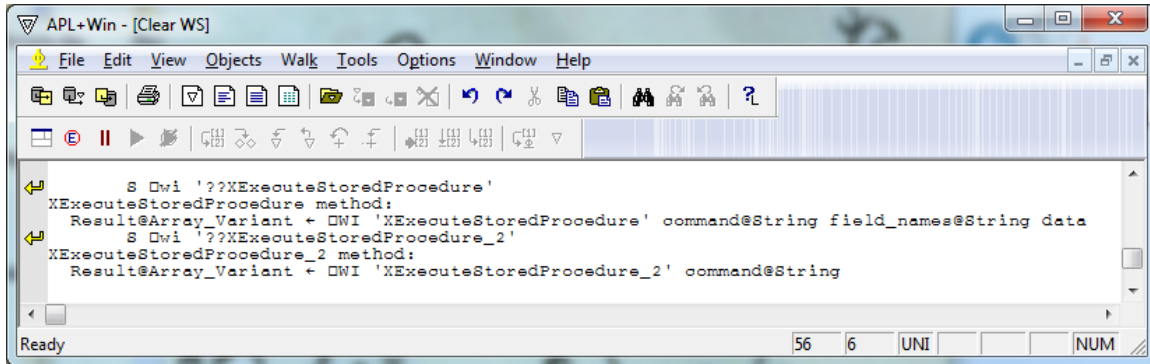 APL+Win - [Clear WS]
File Edit View Objects Walk Tools Options Window Help
S ⎕wi '??XExecuteStoredProcedure'
XExecuteStoredProcedure method:
Result@Array_Variant ← ⎕WI 'XExecuteStoredProcedure' command@String field_names@String data
S ⎕wi '??XExecuteStoredProcedure_2'
XExecuteStoredProcedure_2 method:
Result@Array_Variant ← ⎕WI 'XExecuteStoredProcedure_2' command@String
Ready 56 6 UNI NUM